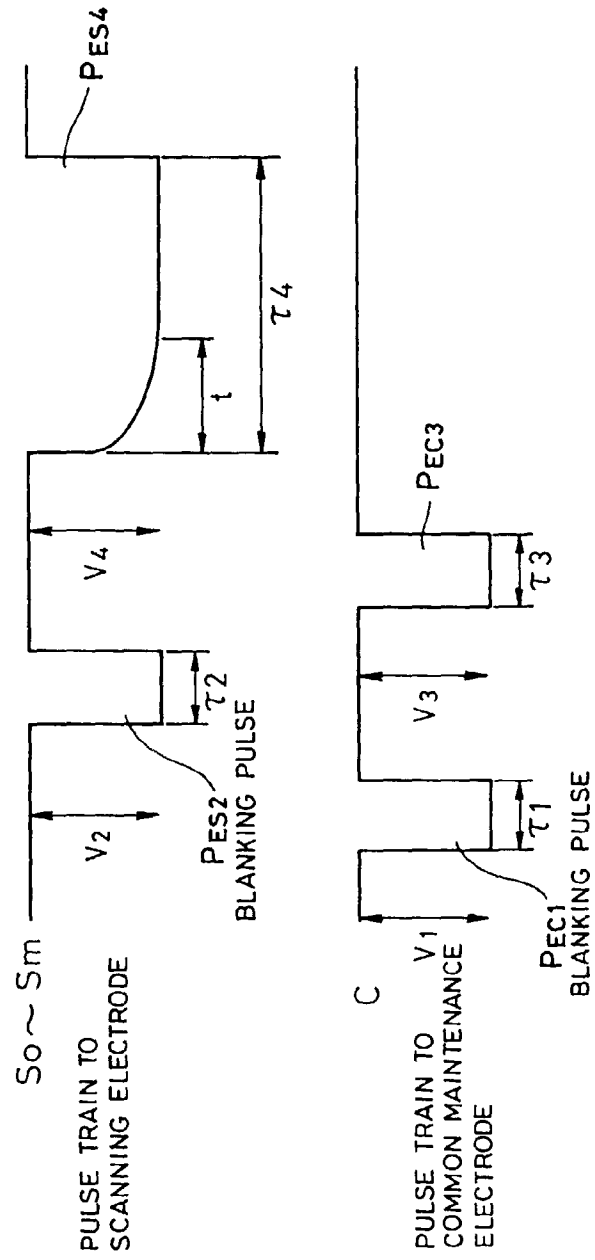 So ~ Sm
PULSE TRAIN TO
SCANNING ELECTRODE
V2
PES2
BLANKING PULSE
τ2
V4
t
τ4
PES4
C
PULSE TRAIN TO
COMMON MAINTENANCE
ELECTRODE
V1
PEC1
BLANKING PULSE
τ1
V3
τ3
PEC3